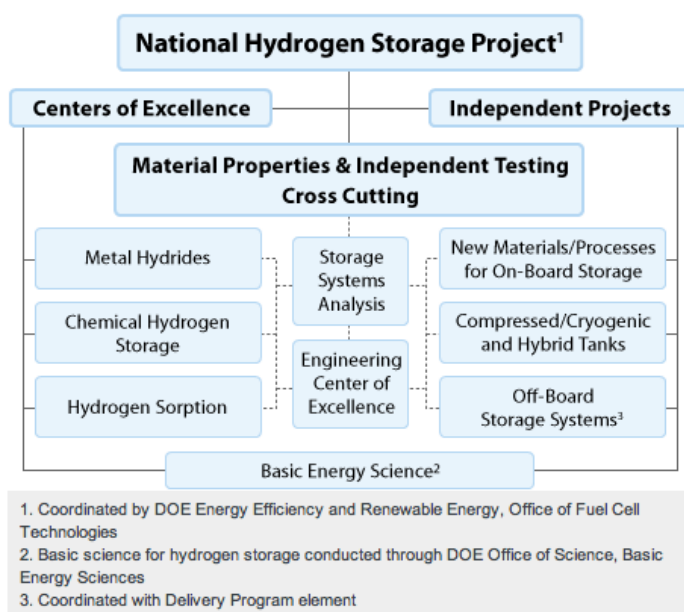 National Hydrogen Storage Project¹
Centers of Excellence
Independent Projects
Material Properties & Independent Testing
Cross Cutting
Metal Hydrides
Storage
Systems
Analysis
New Materials/Processes
for On-Board Storage
Chemical Hydrogen
Storage
Compressed/Cryogenic
and Hybrid Tanks
Engineering
Center of
Excellence
Hydrogen Sorption
Off-Board
Storage Systems³
Basic Energy Science²
1. Coordinated by DOE Energy Efficiency and Renewable Energy, Office of Fuel Cell
Technologies
2. Basic science for hydrogen storage conducted through DOE Office of Science, Basic
Energy Sciences
3. Coordinated with Delivery Program element